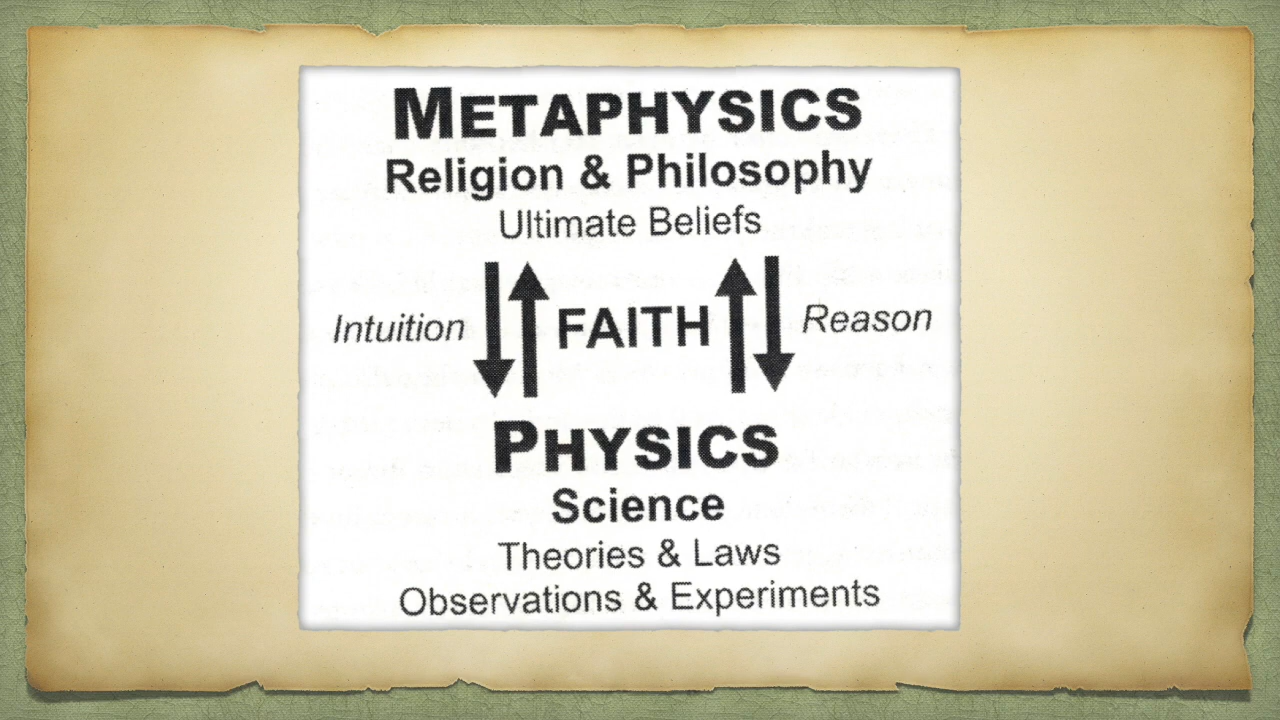 METAPHYSICS
Religion & Philosophy
Ultimate Beliefs
Intuition FAITH Reason
PHYSICS
Science
Theories & Laws
Observations & Experiments